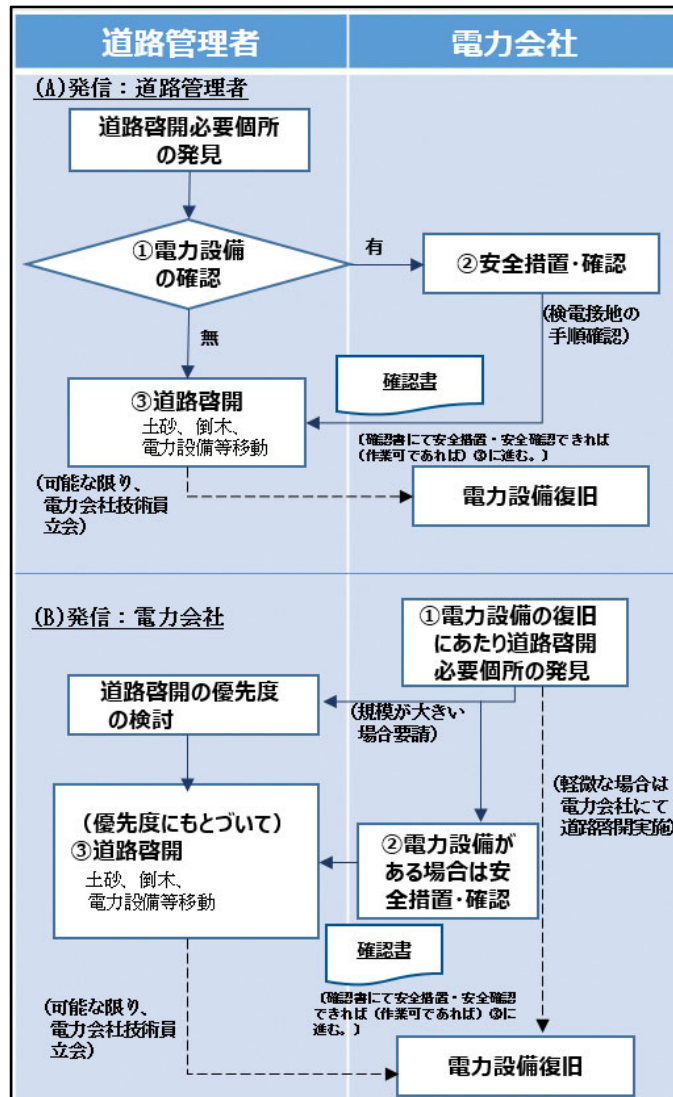 道路管理者
電力会社
(A)発信：道路管理者
道路啓開必要個所
の発見
①電力設備
の確認
有
②安全措置・確認
(検電接地の
手順確認)
無
確認書
③道路啓開
土砂、倒木、
電力設備等移動
〔確認書にて安全措置・安全確認できれば
(作業可であれば) ③に進む。〕
(可能な限り、
電力会社技術員
立会)
電力設備復旧
(B)発信：電力会社
①電力設備の復旧
にあたり道路啓開
必要個所の発見
道路啓開の優先度
の検討
(規模が大きい
場合要請)
(軽微な場合は
電力会社にて
道路啓開実施)
（優先度にもとづいて）
③道路啓開
土砂、倒木、
電力設備等移動
②電力設備が
ある場合は安
全措置・確認
確認書
〔確認書にて安全措置・安全確認
できれば (作業可であれば) ③に
進む。〕
(可能な限り、
電力会社技術員
立会)
電力設備復旧